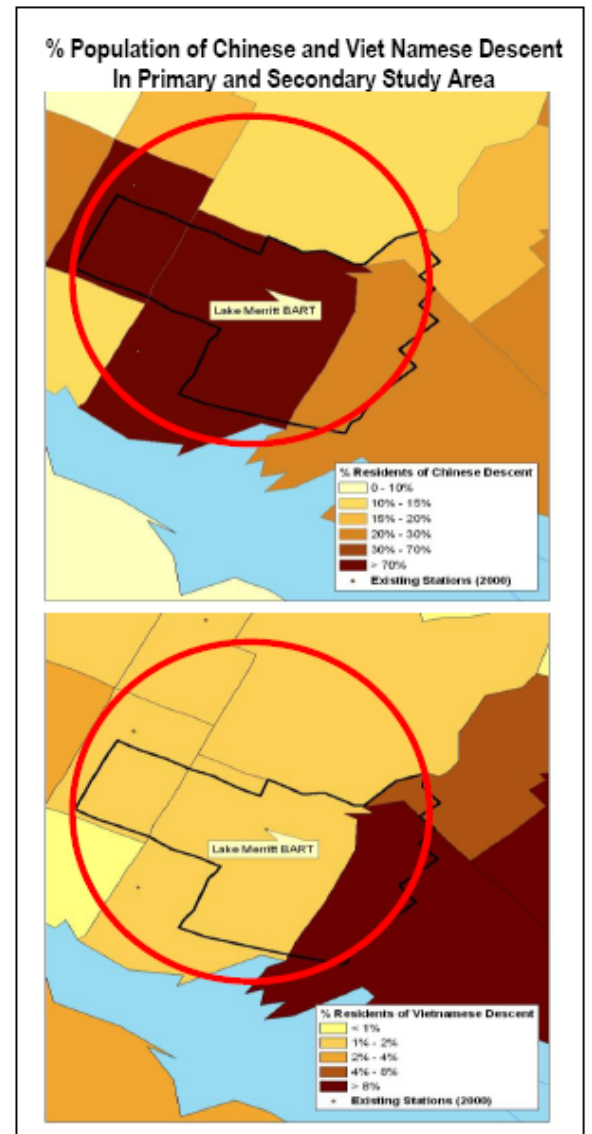 % Population of Chinese and Viet Namese Descent
In Primary and Secondary Study Area
Lake Merritt BART
% Residents of Chinese Descent
0 - 10%
10% - 15%
15% - 20%
20% - 30%
30% - 70%
> 70%
Existing Stations (2000)
Lake Merritt BART
% Residents of Vietnamese Descent
< 1%
1% - 2%
2% - 4%
4% - 8%
> 8%
Existing Stations (2000)